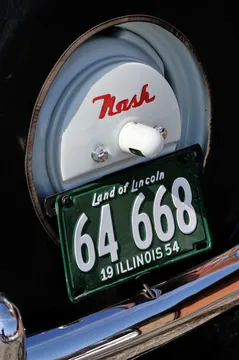 Nash
Land of Lincoln
64 668
19 ILLINOIS 54